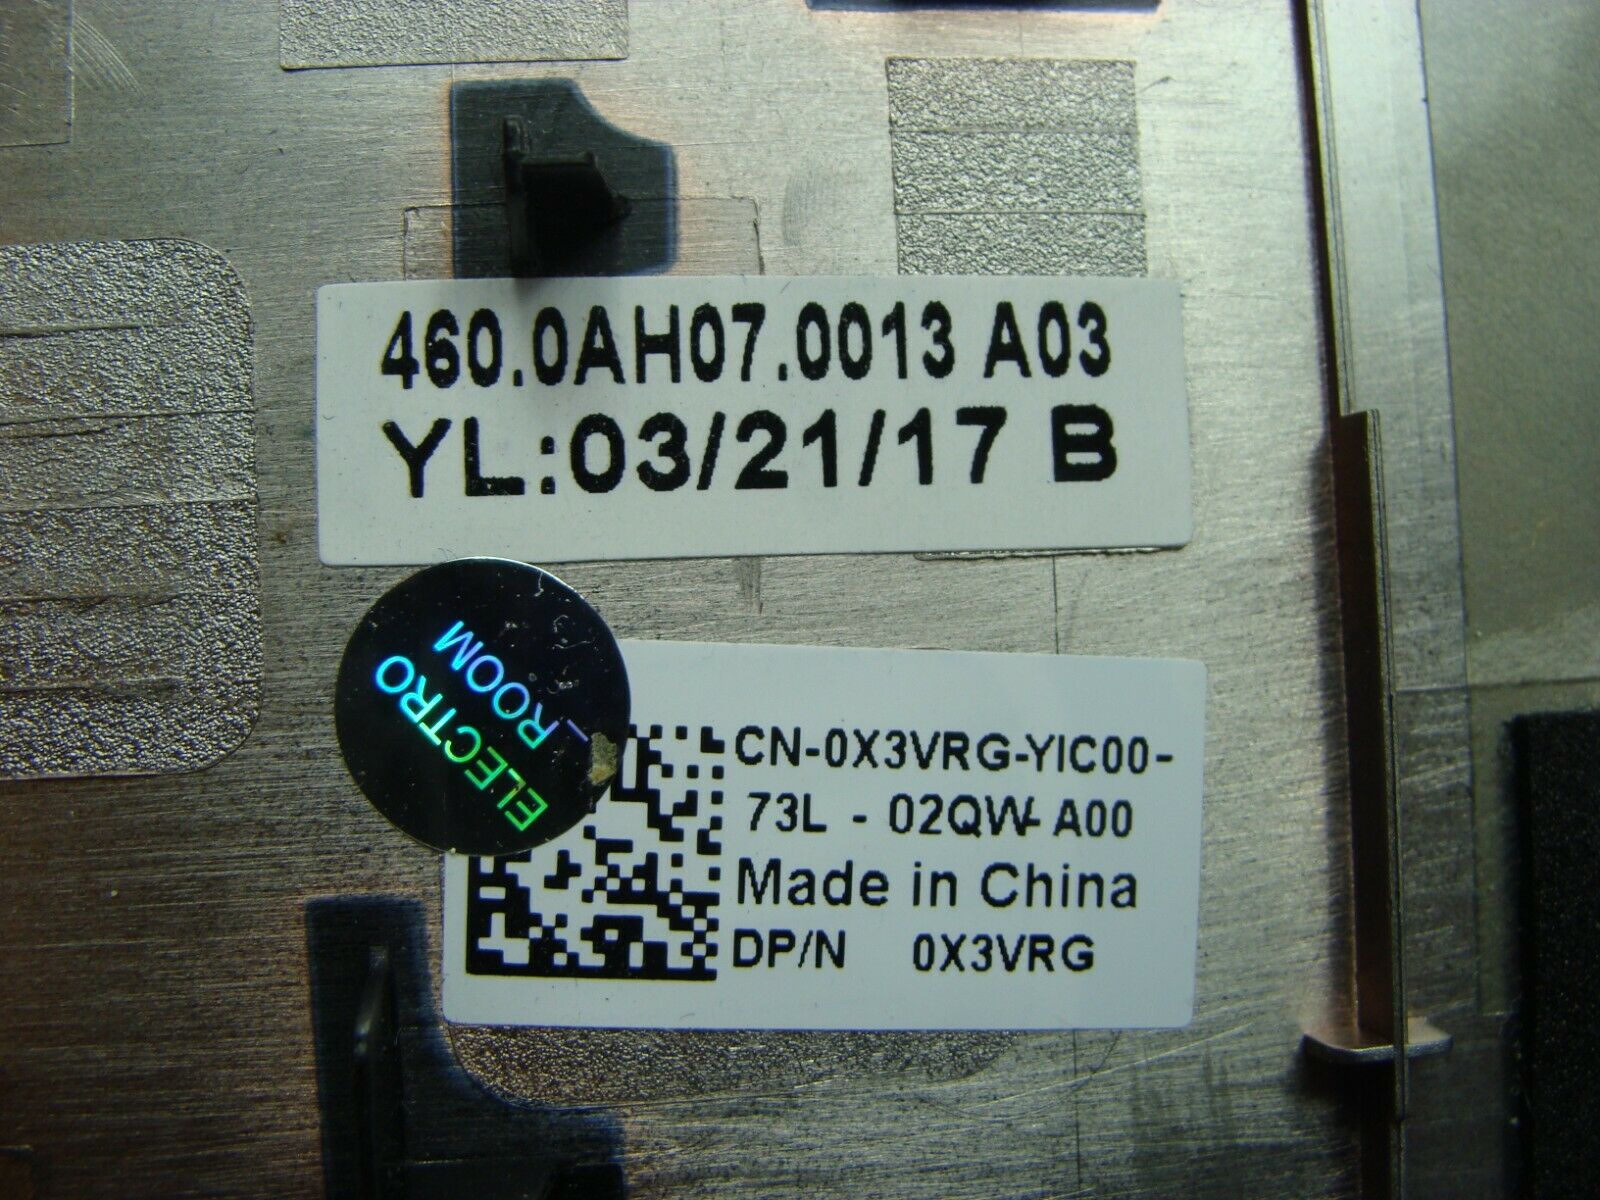 460.0AH07.0013 A03
YL:03/21/17 B
ELECTRO
_ROOM
CN-0X3VRG-YIC00-
73L - 02QW-A00
Made in China
DP/N 0X3VRG